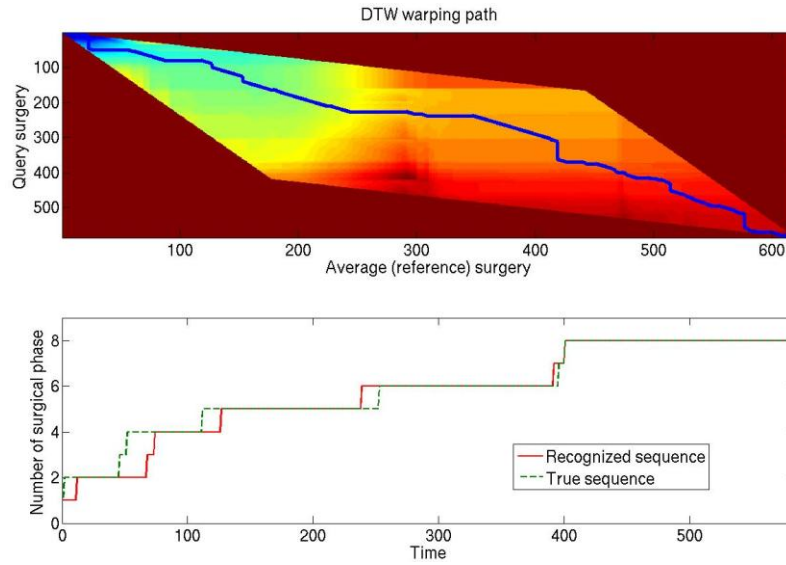 DTW warping path
Query surgery
100
200
300
400
500
100 200 300 400 500 600
Average (reference) surgery
Number of surgical phase
8
6
4
2
0
Recognized sequence
True sequence
0 100 200 300 400 500
Time